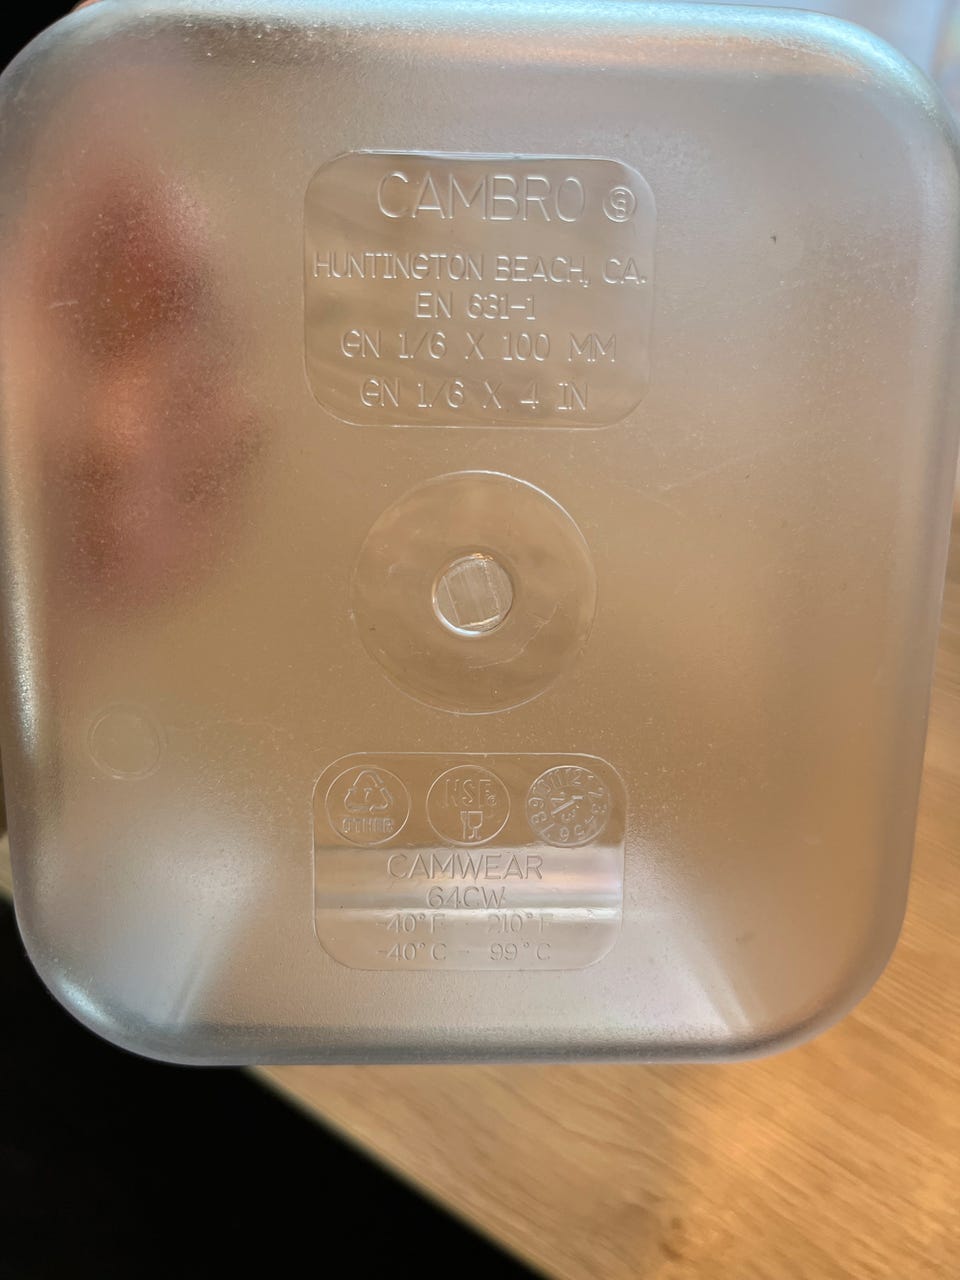 CAMBRO
HUNTINGTON BEACH, CA.
EN 631-1
GN 1/6 X 100 MM
GN 1/6 X 4 IN
7
OTHER
NSF®
CAMWEAR
64CW
-40°F - 210°F
-40°C - 99°C